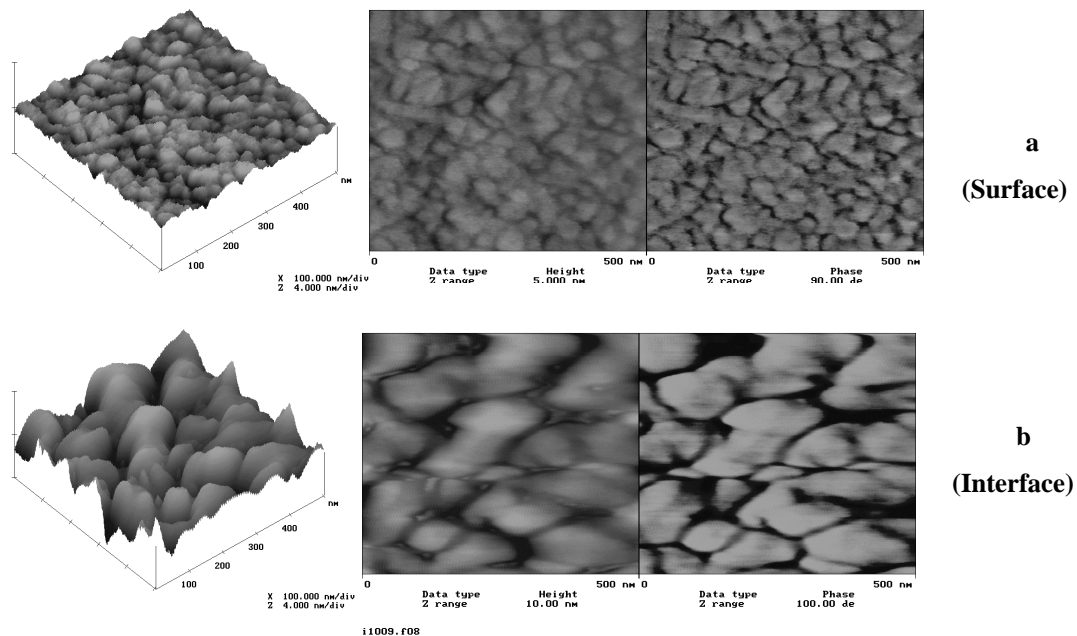 nm
400
300
200
100
X 100.000 nm/div
Z 4.000 nm/div
0 500 nM 0 500 nM
Data type Height Data type Phase
Z range 5.000 nm Z range 90.00 de
a
(Surface)
nm
400
300
200
100
X 100.000 nm/div
Z 4.000 nm/div
0 500 nM 0 500 nM
Data type Height Data type Phase
Z range 10.00 nm Z range 100.00 de
i1009.f08
b
(Interface)